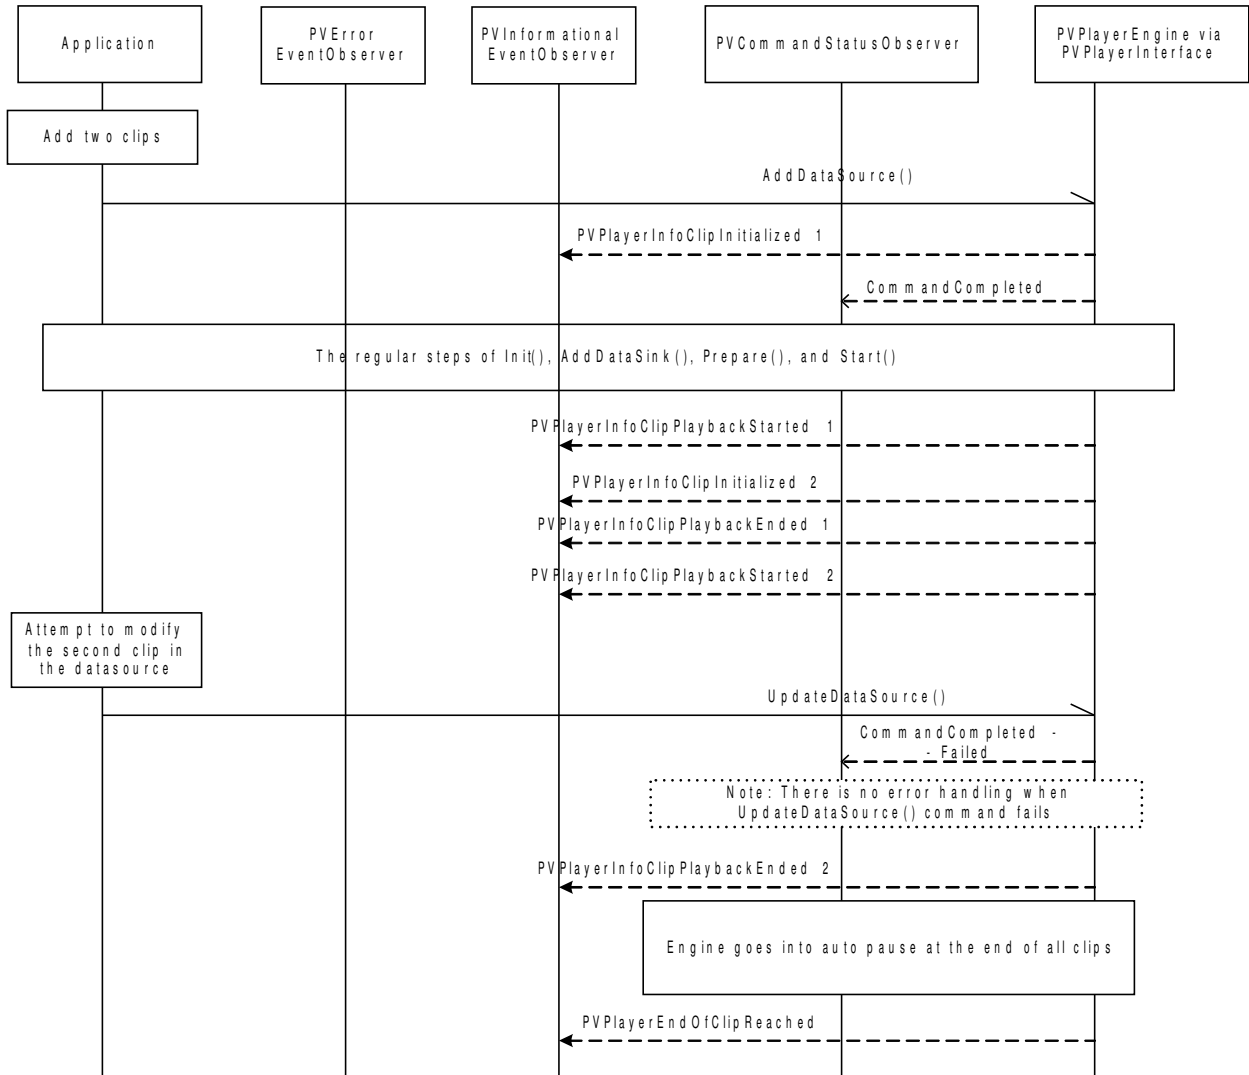 Application
PVError
EventObserver
PVInformational
EventObserver
PVCommandStatusObserver
PVPlayerEngine via
PVPlayerInterface
Add two clips
AddDataSource()
PVPlayerInfoClipInitialized 1
CommandCompleted
The regular steps of Init(), AddDataSink(), Prepare(), and Start()
PVPlayerInfoClipPlaybackStarted 1
PVPlayerInfoClipInitialized 2
PVPlayerInfoClipPlaybackEnded 1
PVPlayerInfoClipPlaybackStarted 2
Attempt to modify
the second clip in
the datasource
UpdateDataSource()
CommandCompleted -
- Failed
Note: There is no error handling when
UpdateDataSource() command fails
PVPlayerInfoClipPlaybackEnded 2
Engine goes into auto pause at the end of all clips
PVPlayerEndOfClipReached